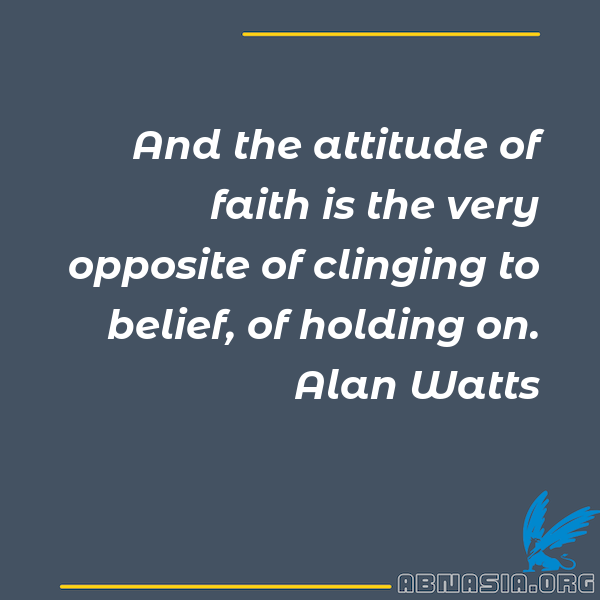 And the attitude of
faith is the very
opposite of clinging to
belief, of holding on.
Alan Watts
ABNASIA.ORG